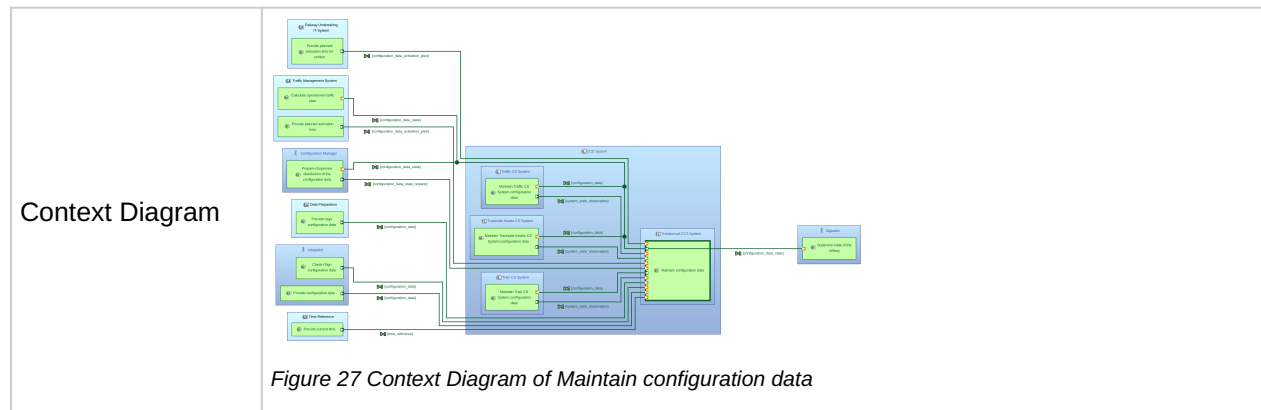 Context Diagram
Railway Undertaking
IT System
Provide planned
activation time for
vehicle
[configuration_data_activation_plan]
Traffic Management System
Calculate operational traffic
plan
[configuration_data_state]
Provide planned activation
time
[configuration_data_activation_plan]
Configuration Manager
Prepare+Supervise
distribution of the
configuration data
[configuration_data_state]
[configuration_data_state_request]
Data Preparation
Provide+sign
configuration data
[configuration_data]
Integrator
Check+Sign
configuration data
[configuration_data]
Provide configuration data
[configuration_data]
Time Reference
Provide current time
[time_reference]
CCS System
Traffic CS System
Maintain Traffic CS
System configuration
data
[configuration_data]
[system_state_observation]
Trackside Assets CS System
Maintain Trackside Assets CS
System configuration data
[configuration_data]
[system_state_observation]
Train CS System
Maintain Train CS
System configuration
data
[configuration_data]
[system_state_observation]
Transversal CCS System
Maintain configuration data
[configuration_data_state]
Signaller
Supervise state of the
railway
Figure 27 Context Diagram of Maintain configuration data